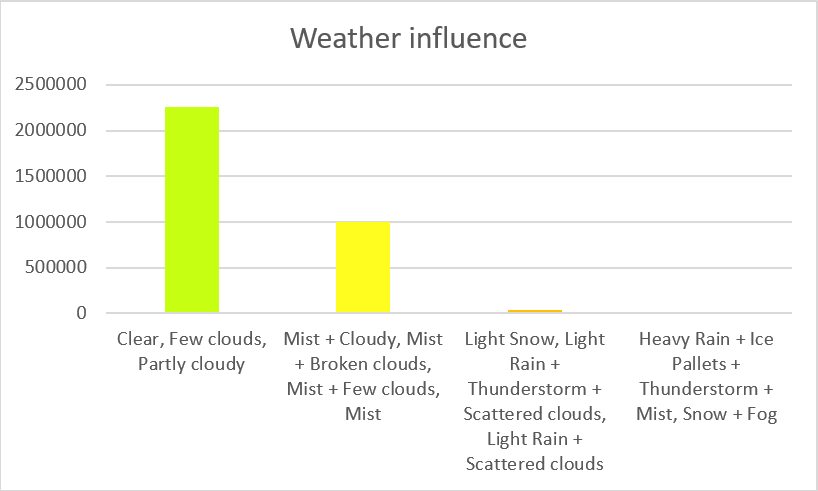 Weather influence
2500000
2000000
1500000
1000000
500000
0
Clear, Few clouds,
Partly cloudy
Mist + Cloudy, Mist
+ Broken clouds,
Mist + Few clouds,
Mist
Light Snow, Light
Rain +
Thunderstorm +
Scattered clouds,
Light Rain +
Scattered clouds
Heavy Rain + Ice
Pallets +
Thunderstorm +
Mist, Snow + Fog